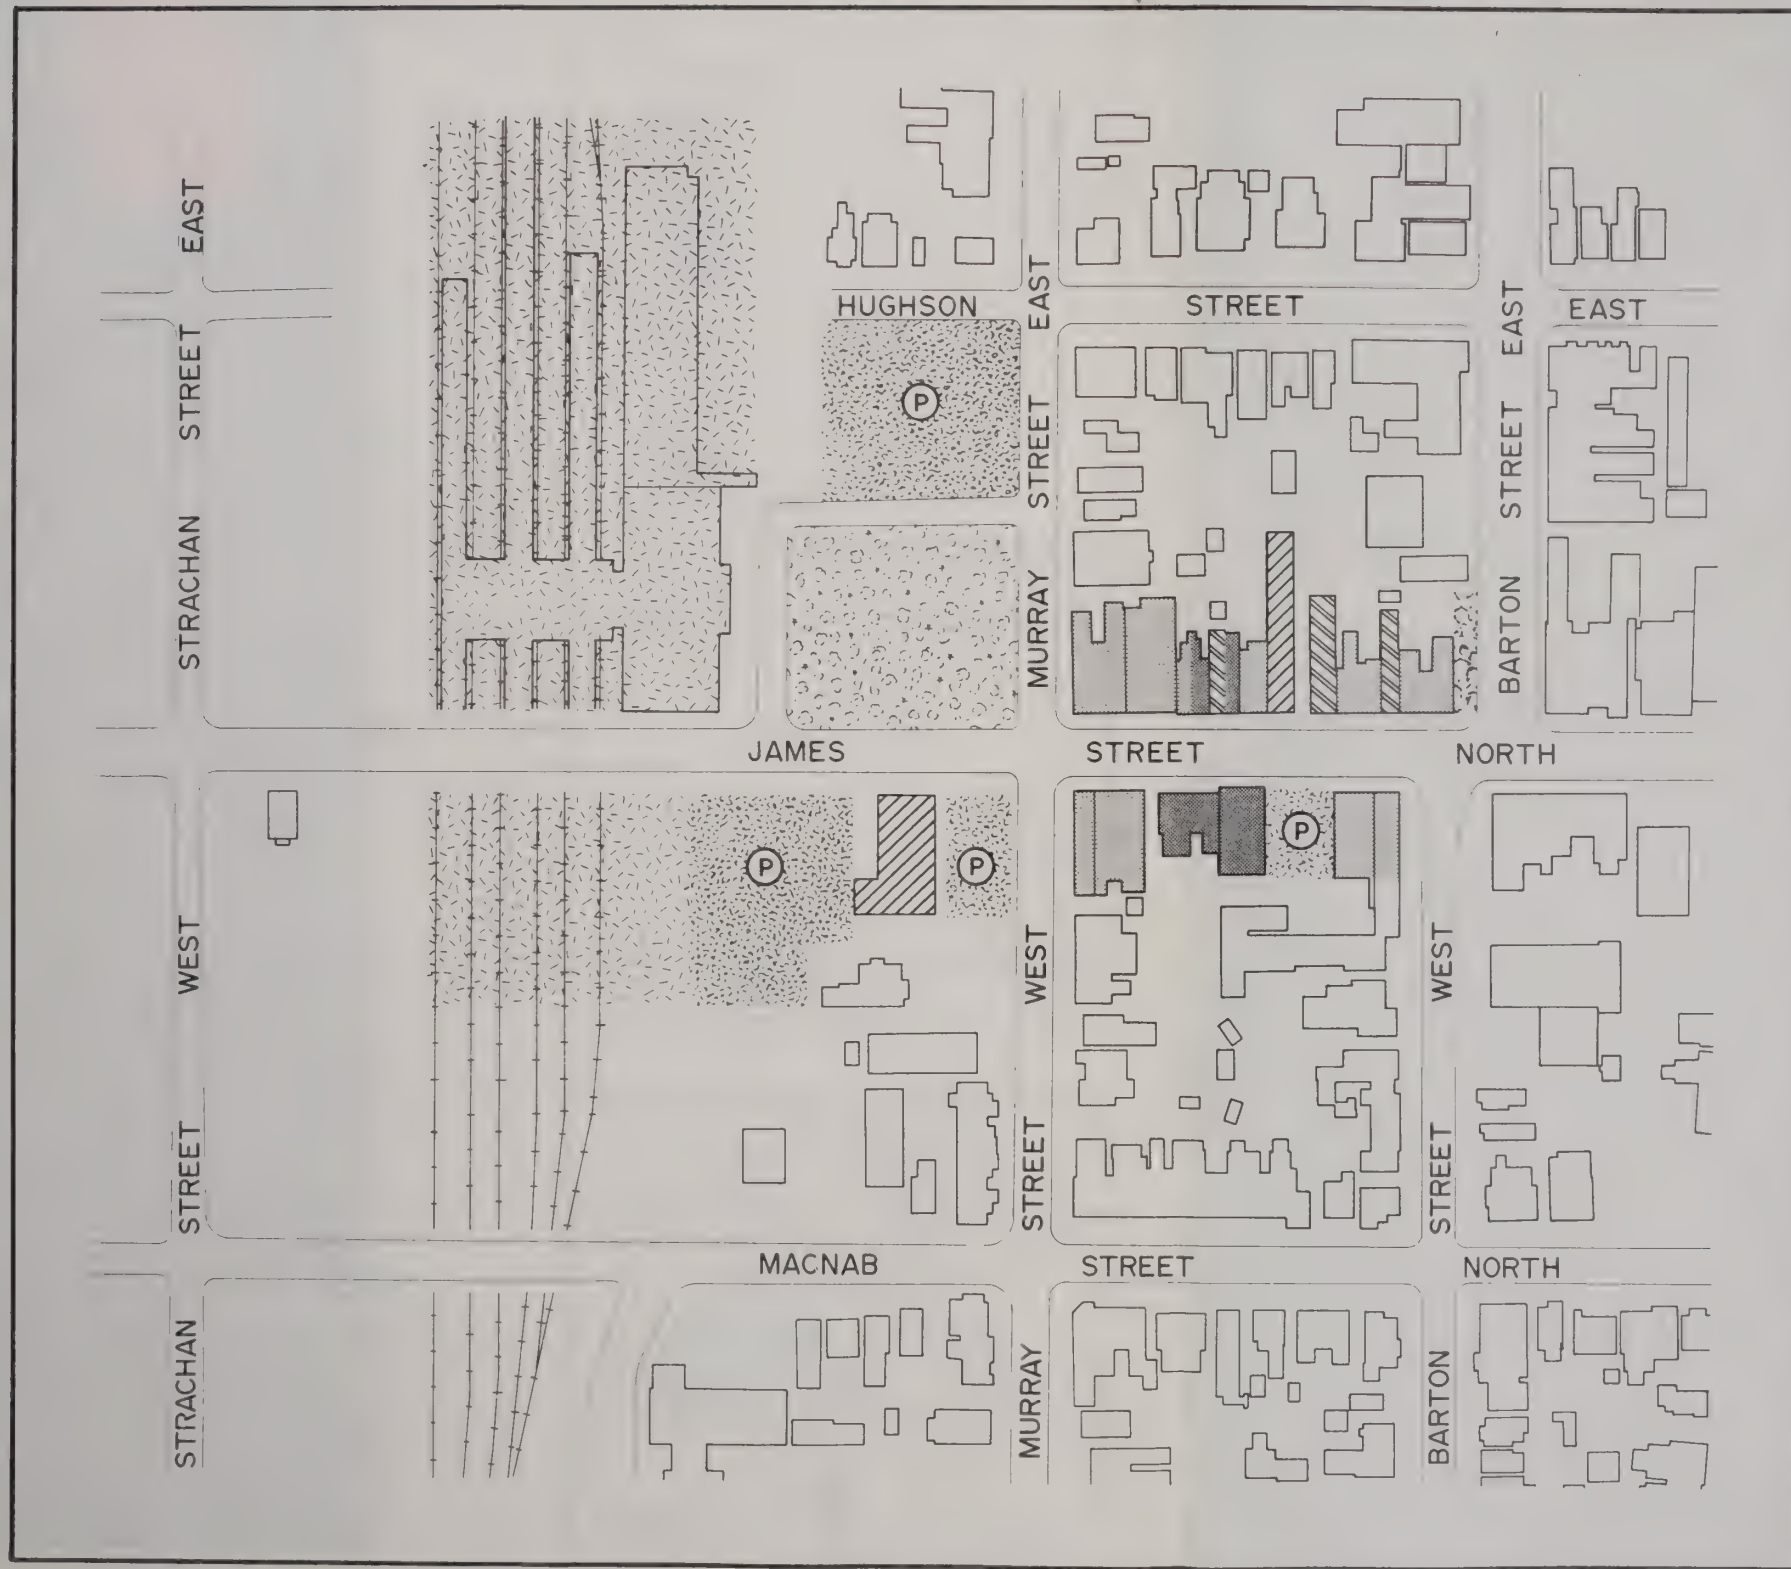 HUGHSON STREET EAST
JAMES STREET NORTH
MACNAB STREET NORTH
STRACHAN STREET EAST
STRACHAN STREET WEST
MURRAY STREET EAST
MURRAY STREET WEST
BARTON STREET EAST
BARTON STREET WEST
P
P
P
P